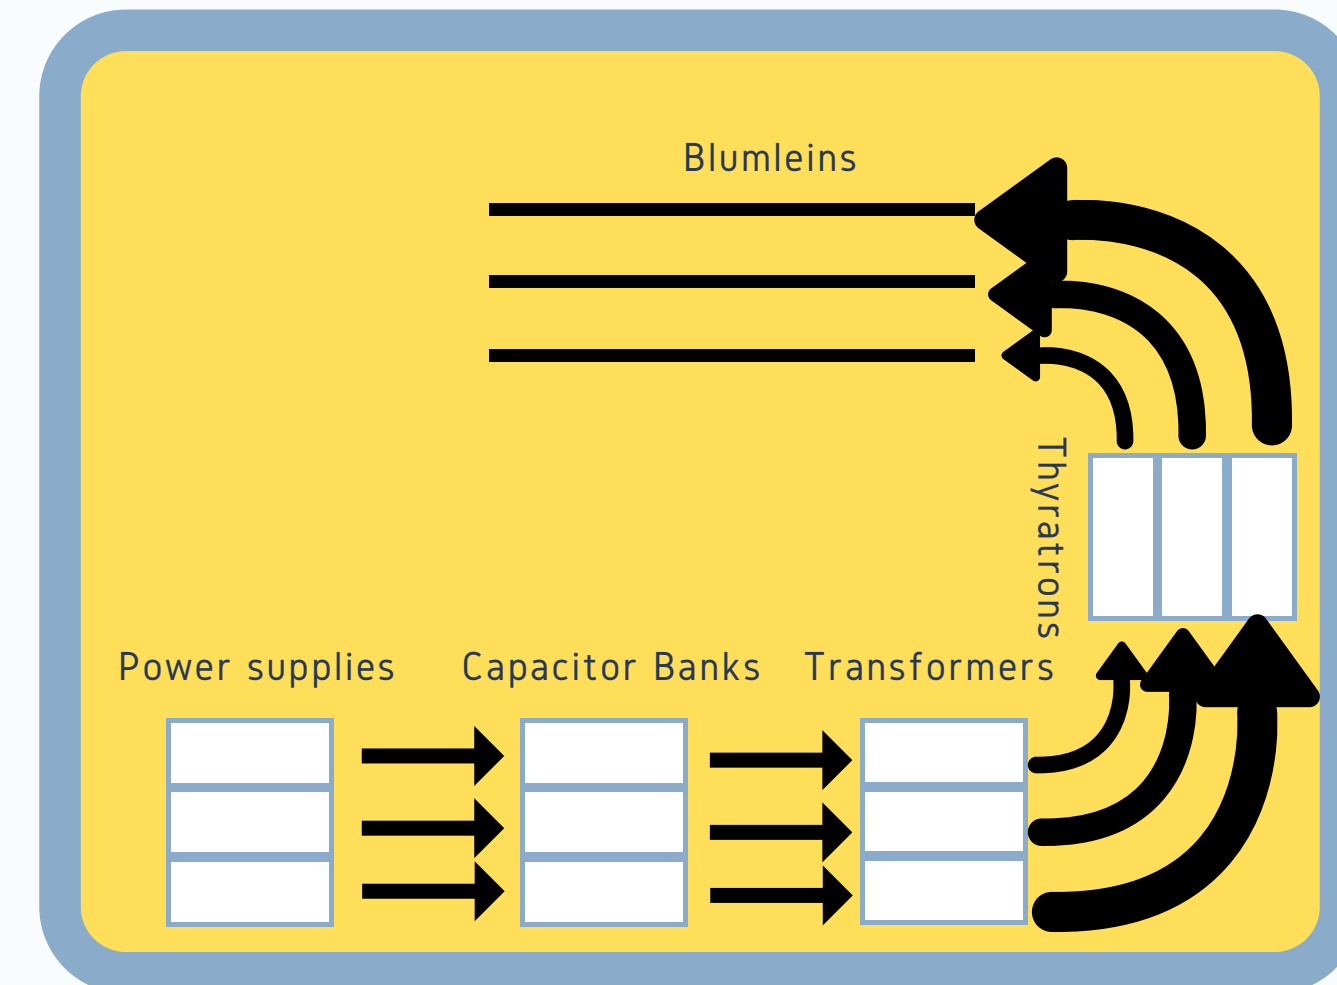 Blumleins
Thyratrons
Power supplies
Capacitor Banks
Transformers